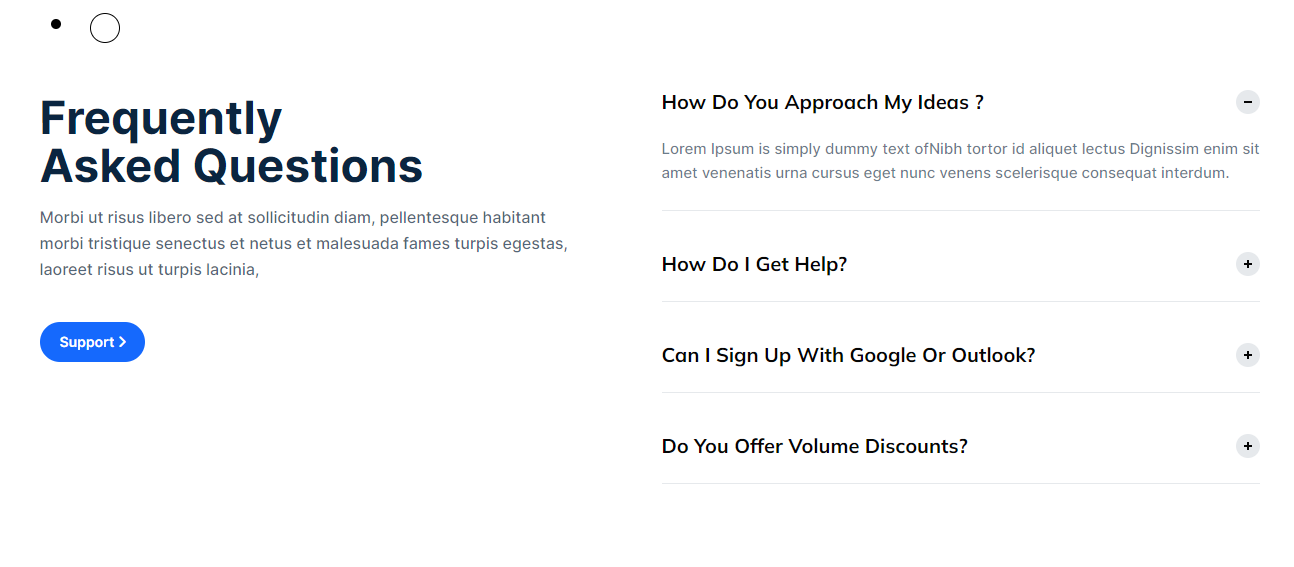 Frequently
Asked Questions
Morbi ut risus libero sed at sollicitudin diam, pellentesque habitant
morbi tristique senectus et netus et malesuada fames turpis egestas,
laoreet risus ut turpis lacinia,
Support
How Do You Approach My Ideas ?
Lorem Ipsum is simply dummy text ofNibh tortor id aliquet lectus Dignissim enim sit
amet venenatis urna cursus eget nunc venens scelerisque consequat interdum.
How Do I Get Help?
Can I Sign Up With Google Or Outlook?
Do You Offer Volume Discounts?